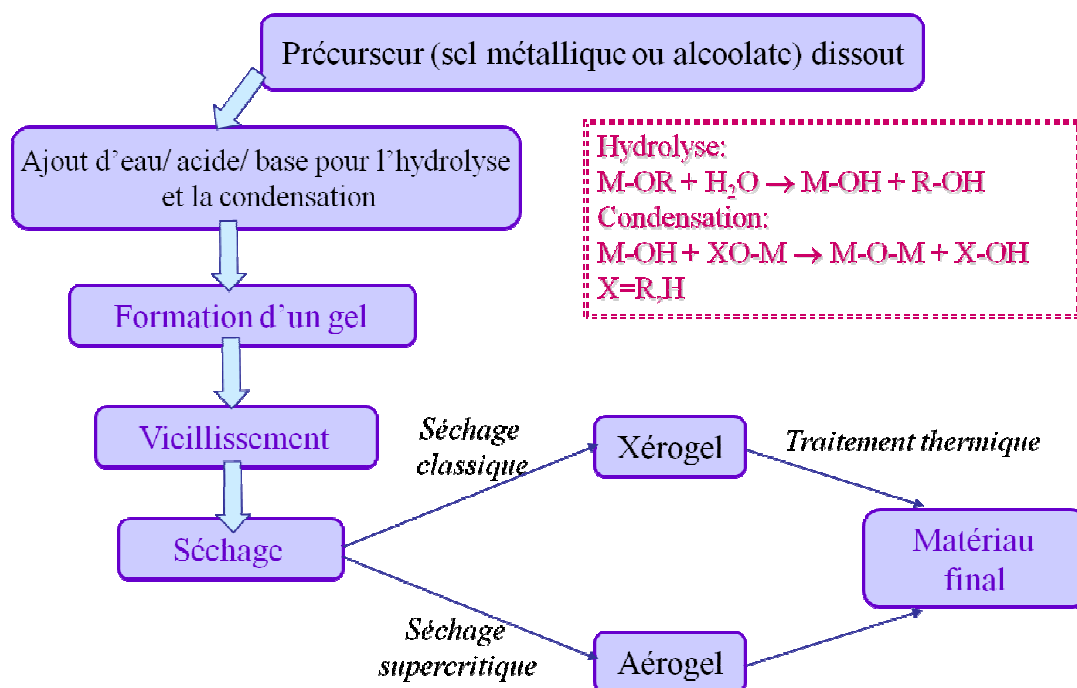 Précurseur (sel métallique ou alcoolate) dissout
Ajout d'eau/ acide/ base pour l'hydrolyse
et la condensation
Hydrolyse:
M-OR + H₂O → M-OH + R-OH
Condensation:
M-OH + XO-M → M-O-M + X-OH
X=R,H
Formation d'un gel
Vieillissement
Séchage
Séchage
classique
Xérogel
Traitement thermique
Matériau
final
Séchage
supercritique
Aérogel